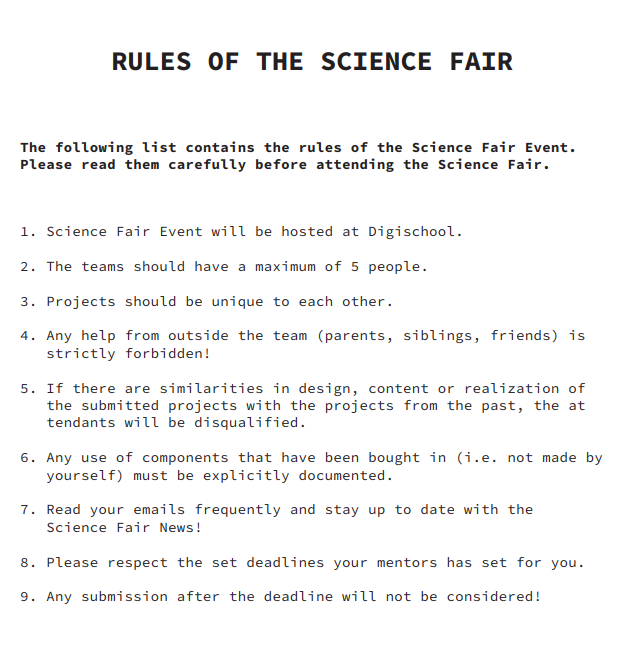 RULES OF THE SCIENCE FAIR
The following list contains the rules of the Science Fair Event.
Please read them carefully before attending the Science Fair.
1. Science Fair Event will be hosted at Digischool.
2. The teams should have a maximum of 5 people.
3. Projects should be unique to each other.
4. Any help from outside the team (parents, siblings, friends) is
strictly forbidden!
5. If there are similarities in design, content or realization of
the submitted projects with the projects from the past, the at
tendants will be disqualified.
6. Any use of components that have been bought in (i.e. not made by
yourself) must be explicitly documented.
7. Read your emails frequently and stay up to date with the
Science Fair News!
8. Please respect the set deadlines your mentors has set for you.
9. Any submission after the deadline will not be considered!